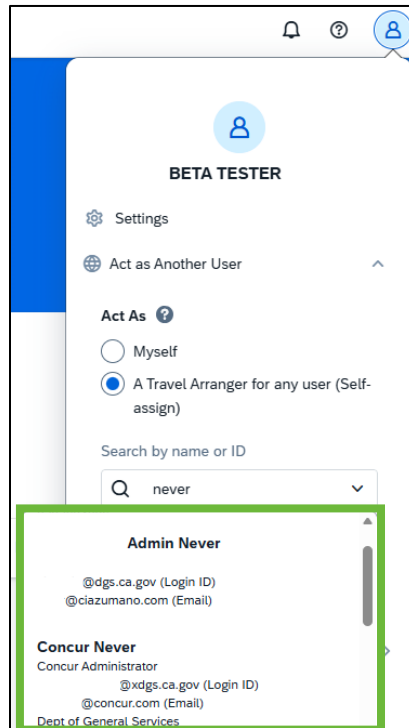 BETA TESTER
Settings
Act as Another User
Act As
Myself
A Travel Arranger for any user (Self-
assign)
Search by name or ID
never
Admin Never
@dgs.ca.gov (Login ID)
@ciazumano.com (Email)
Concur Never
Concur Administrator
@xdgs.ca.gov (Login ID)
@concur.com (Email)
Dept of General Services